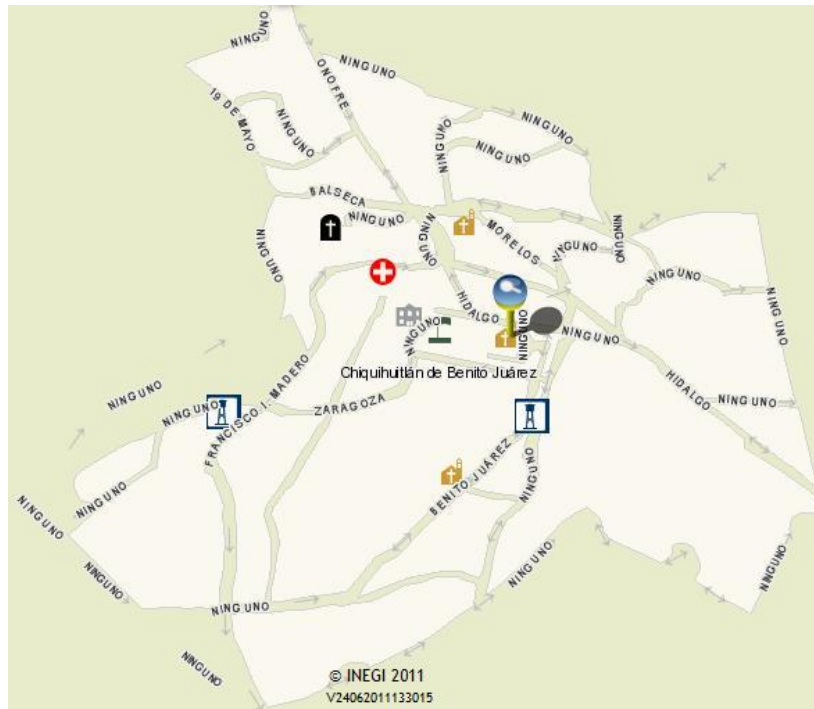 NINGUNO
ONOFRE
NINGUNO
19 DE MAYO
NINGUNO
NINGUNO
NINGUNO
NINGUNO
BALSECA
NINGUNO
NINGUNO
MORELOS
NINGUNO
NINGUNO
NINGUNO
NINGUNO
NINGUNO
HIDALGO
NINGUNO
NINGUNO
NINGUNO
NINGUNO
Chiquihuitlán de Benito Juárez
NINGUNO
FRANCISCO I. MADERO
HIDALGO
NINGUNO
ZARAGOZA
NINGUNO
BENITO JUÁREZ
NINGUNO
NINGUNO
NINGUNO
NINGUNO
NINGUNO
NINGUNO
NINGUNO
NINGUNO
© INEGI 2011
V24062011133015